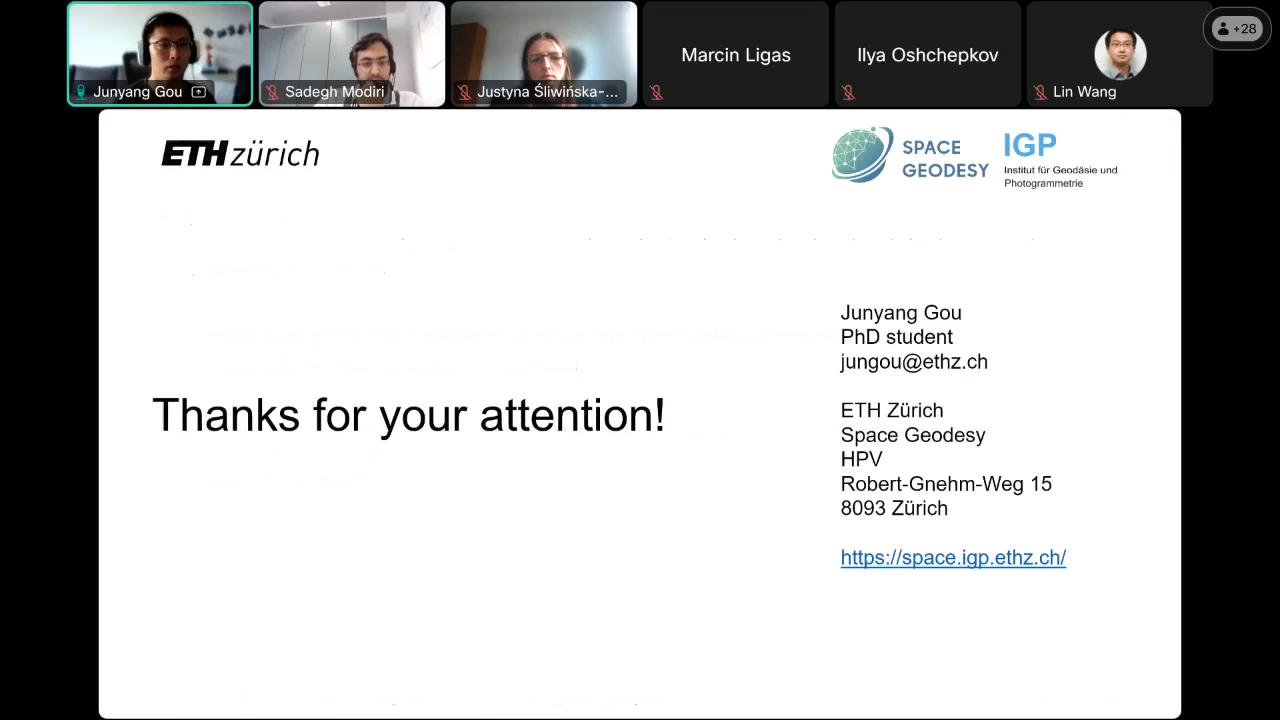 Junyang Gou
Sadegh Modiri
Justyna Śliwińska-...
Marcin Ligas
Ilya Oshchepkov
Lin Wang
+28
ETH zürich
SPACE
GEODESY
IGP
Institut für Geodäsie und
Photogrammetrie
Thanks for your attention!
Junyang Gou
PhD student
jungou@ethz.ch
ETH Zürich
Space Geodesy
HPV
Robert-Gnehm-Weg 15
8093 Zürich
https://space.igp.ethz.ch/